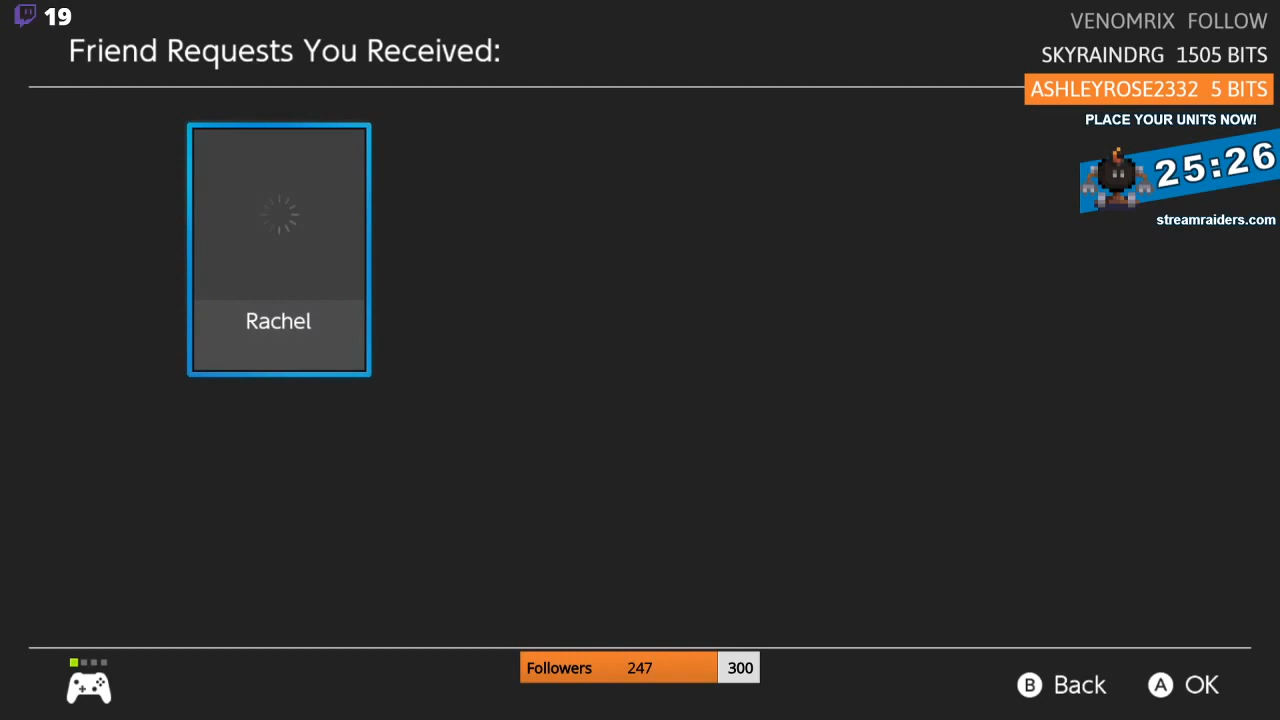 19
Friend Requests You Received:
VENOMRIX FOLLOW
SKYRAINDRG 1505 BITS
ASHLEYROSE2332 5 BITS
PLACE YOUR UNITS NOW!
25:26
streamraiders.com
Rachel
Followers 247 300
B Back A OK